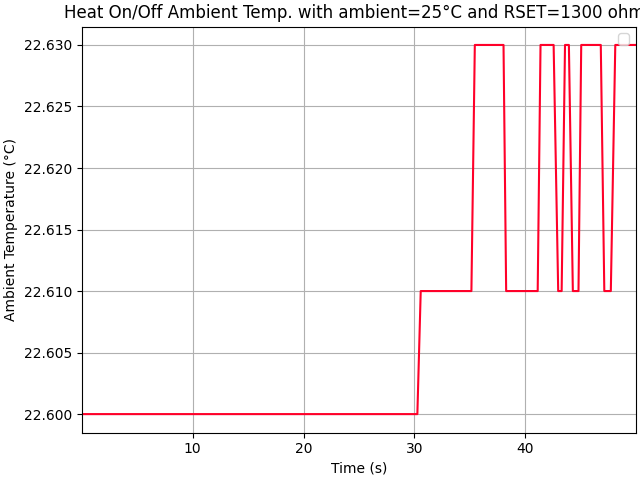 Heat On/Off Ambient Temp. with ambient=25°C and RSET=1300 ohm
22.630
22.625
22.620
22.615
22.610
22.605
22.600
Ambient Temperature (°C)
10 20 30 40
Time (s)